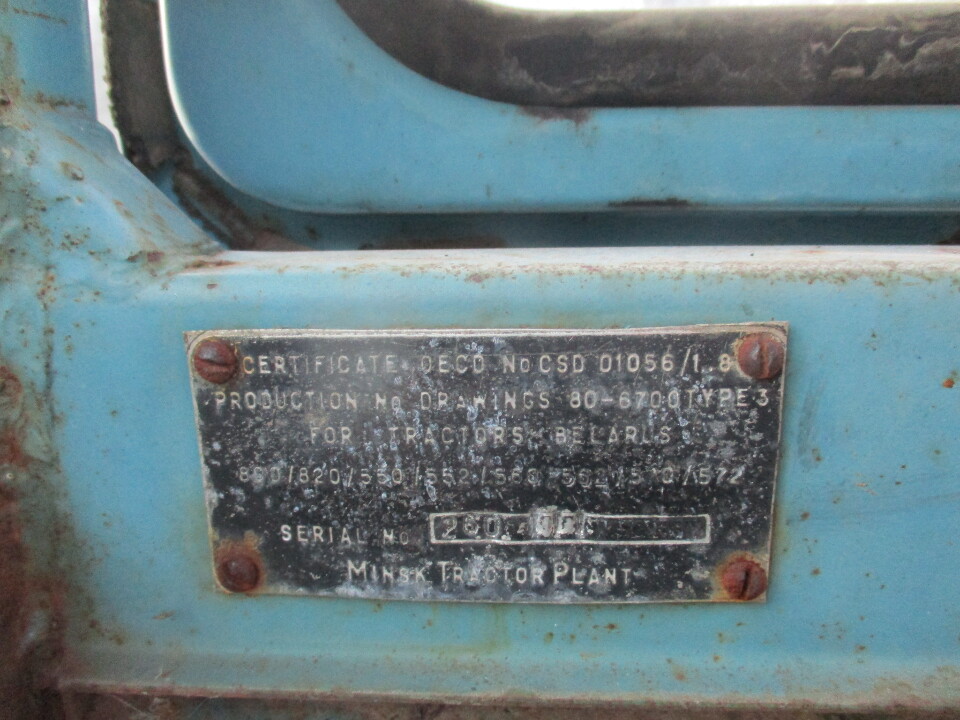 CERTIFICATE OECD No CSD 01056/1..8
PRODUCTION No DRAWINGS 80-6700 TYPE 3
FOR TRACTORS BELARUS
SERIAL No
MINSK TRACTOR PLANT